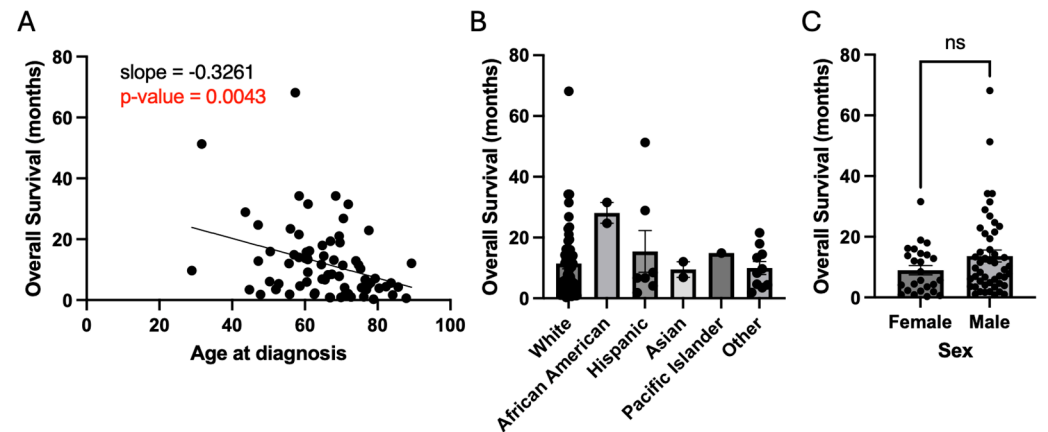 A
B
C
slope = -0.3261
p-value = 0.0043
Overall Survival (months)
80
60
40
20
0
0
20
40
60
80
100
Age at diagnosis
Overall Survival (months)
80
60
40
20
0
White
African American
Hispanic
Asian
Pacific Islander
Other
ns
Overall Survival (months)
80
60
40
20
0
Female
Male
Sex